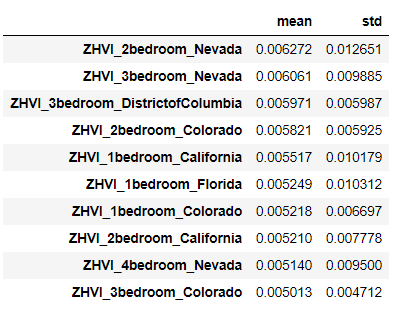 mean std
ZHVI_2bedroom_Nevada 0.006272 0.012651
ZHVI_3bedroom_Nevada 0.006061 0.009885
ZHVI_3bedroom_DistrictofColumbia 0.005971 0.005987
ZHVI_2bedroom_Colorado 0.005821 0.005925
ZHVI_1bedroom_California 0.005517 0.010179
ZHVI_1bedroom_Florida 0.005249 0.010312
ZHVI_1bedroom_Colorado 0.005218 0.006697
ZHVI_2bedroom_California 0.005210 0.007778
ZHVI_4bedroom_Nevada 0.005140 0.009500
ZHVI_3bedroom_Colorado 0.005013 0.004712